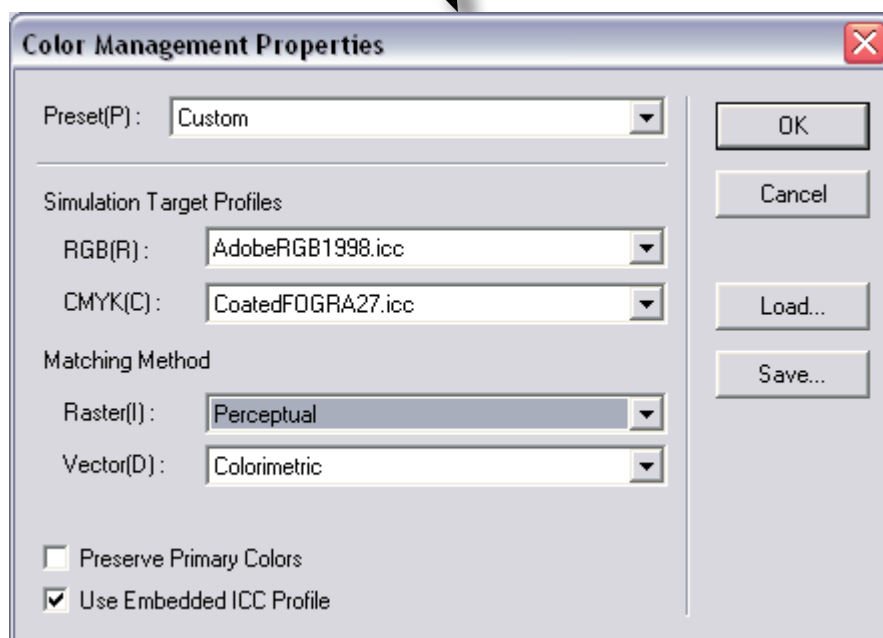 Color Management Properties
Preset(P) : Custom
OK
Cancel
Simulation Target Profiles
RGB(R) : AdobeRGB1998.icc
CMYK(C) : CoatedFOGRA27.icc
Load...
Save...
Matching Method
Raster(I) : Perceptual
Vector(D) : Colorimetric
Preserve Primary Colors
Use Embedded ICC Profile